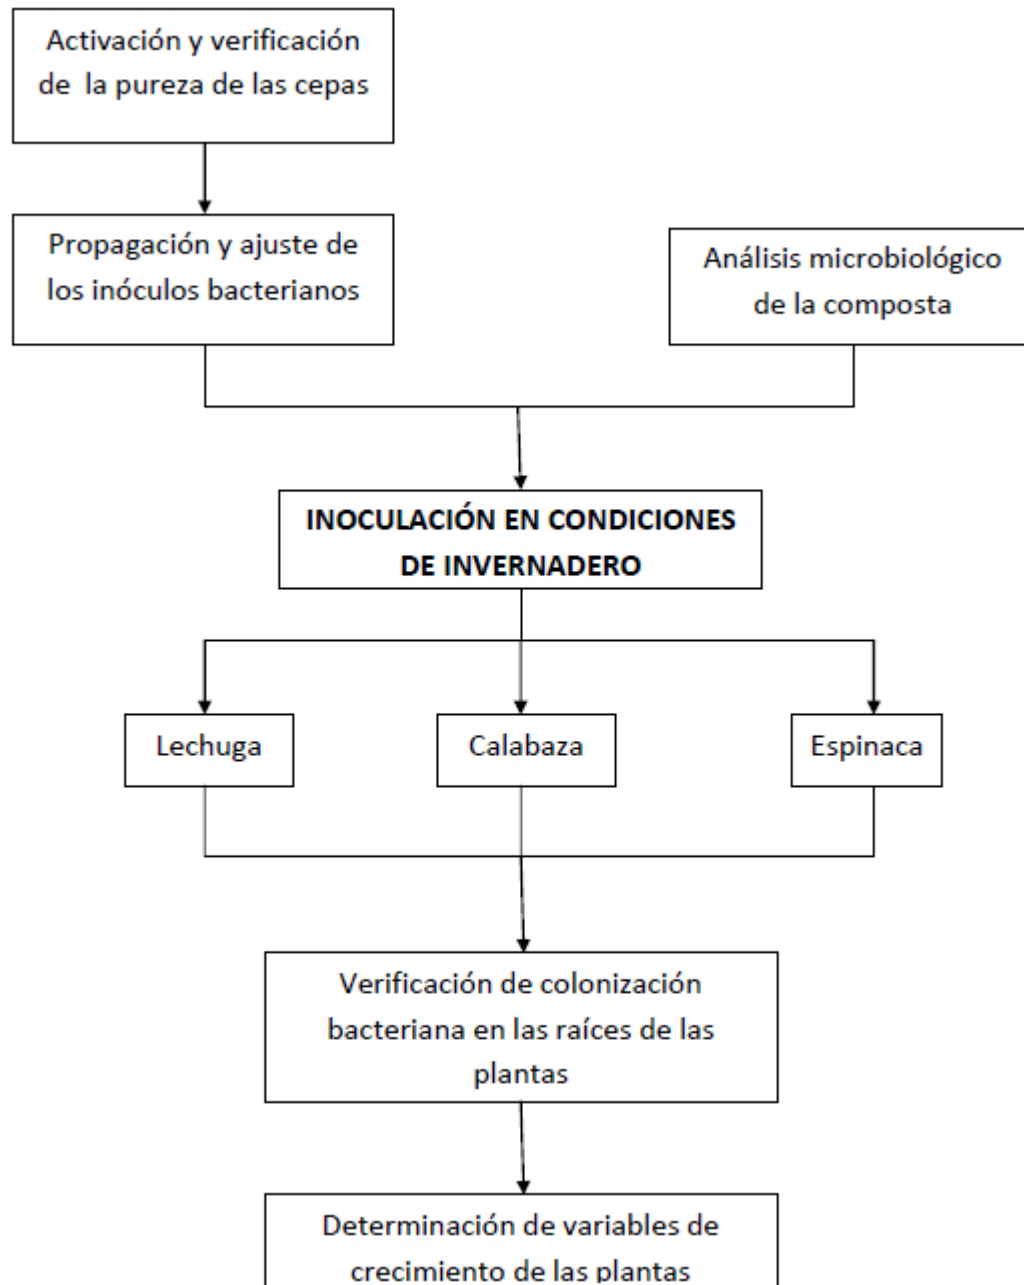 Activación y verificación
de la pureza de las cepas
Propagación y ajuste de
los inóculos bacterianos
Análisis microbiológico
de la composta
INOCULACIÓN EN CONDICIONES
DE INVERNADERO
Lechuga
Calabaza
Espinaca
Verificación de colonización
bacteriana en las raíces de las
plantas
Determinación de variables de
crecimiento de las plantas